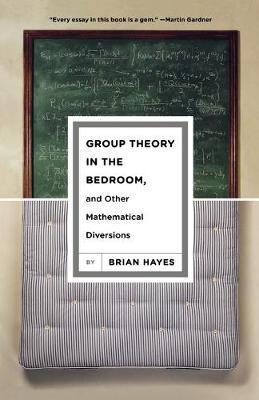 "Every essay in this book is a gem." —Martin Gardner
GROUP THEORY
IN THE
BEDROOM,
and Other
Mathematical
Diversions
BY BRIAN HAYES